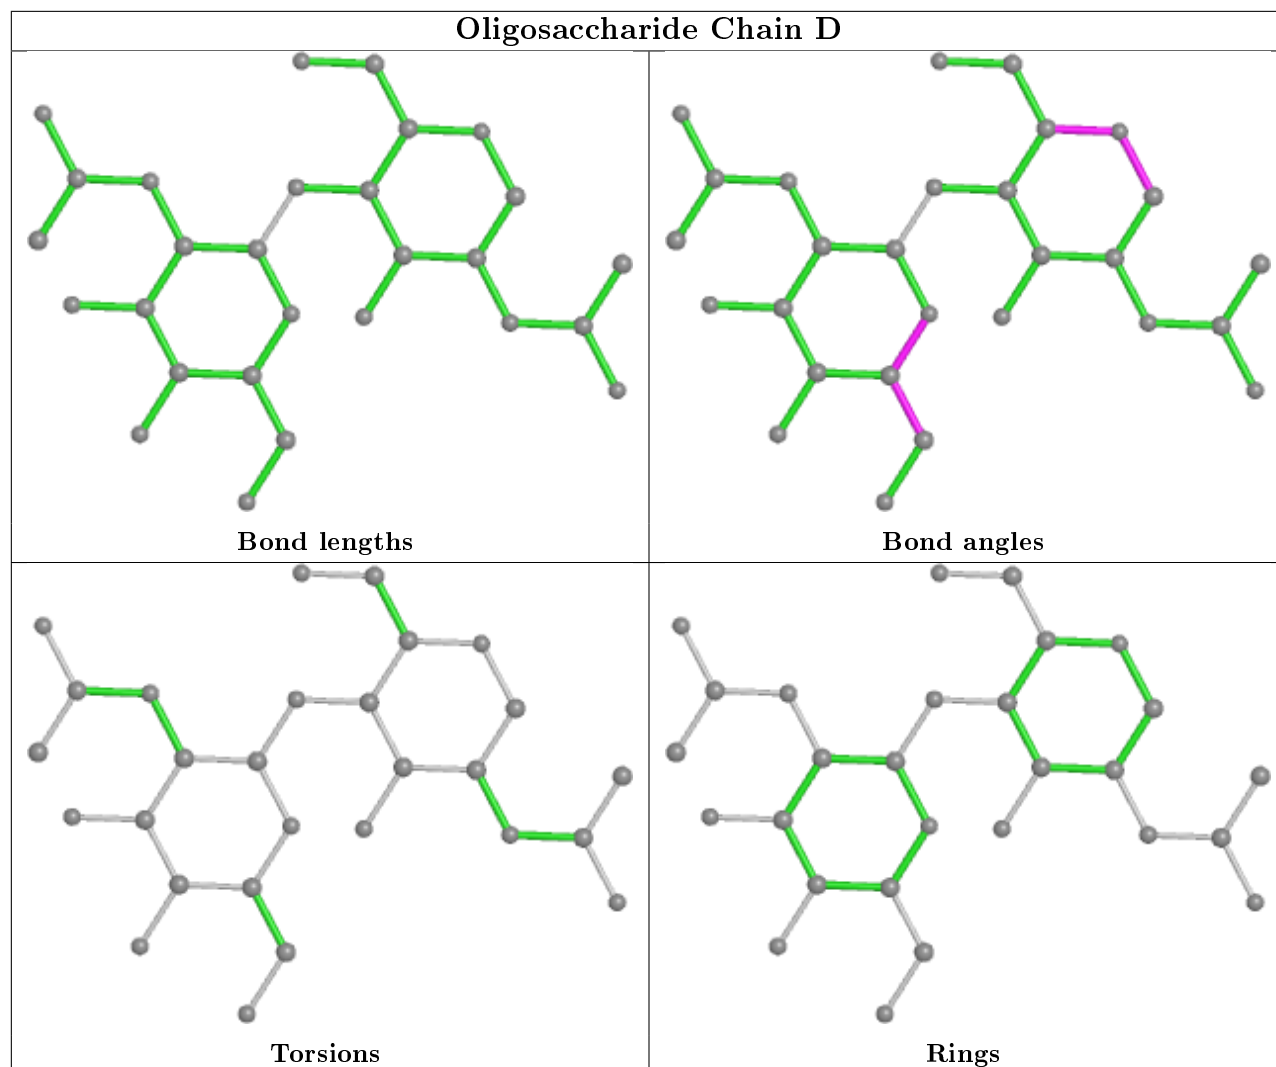 Oligosaccharide Chain D
Bond lengths
Bond angles
Torsions
Rings